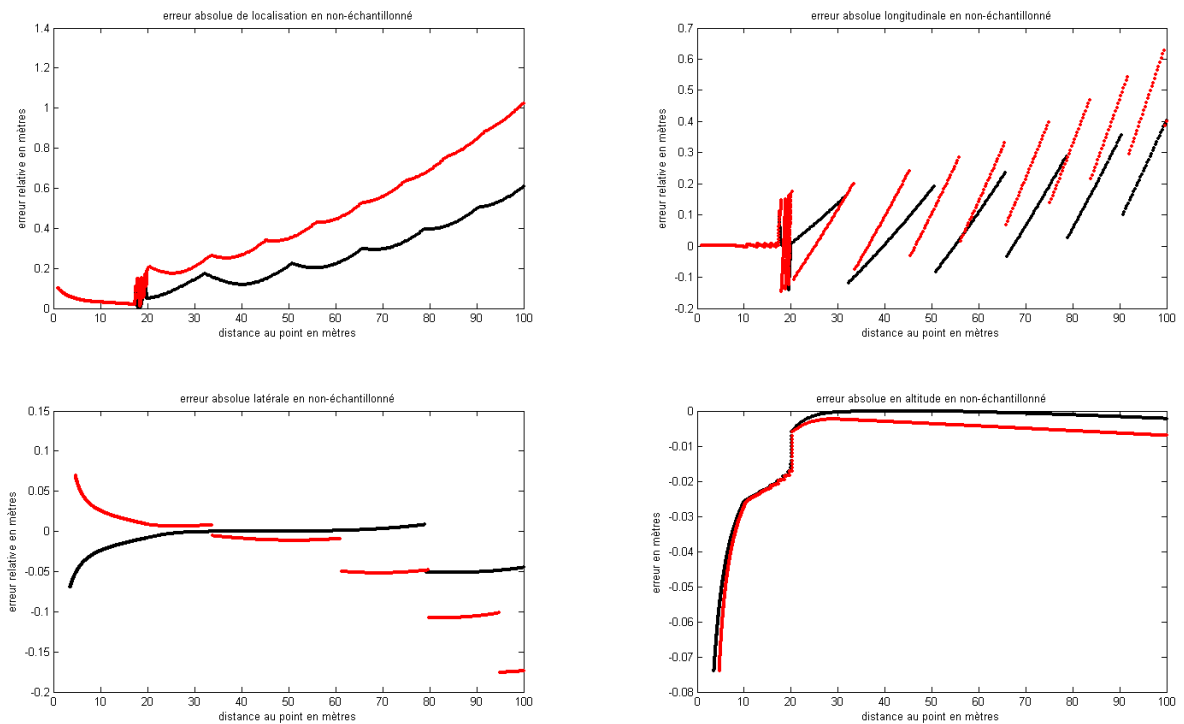 erreur absolue de localisation en non-échantillonné
1.4
1.2
1
0.8
0.6
0.4
0.2
0
erreur relative en mètres
0 10 20 30 40 50 60 70 80 90 100
distance au point en mètres
erreur absolue longitudinale en non-échantillonné
0.7
0.6
0.5
0.4
0.3
0.2
0.1
0
-0.1
-0.2
erreur relative en mètres
0 10 20 30 40 50 60 70 80 90 100
distance au point en mètres
erreur absolue latérale en non-échantillonné
0.15
0.1
0.05
0
-0.05
-0.1
-0.15
-0.2
erreur relative en mètres
0 10 20 30 40 50 60 70 80 90 100
distance au point en mètres
erreur absolue en altitude en non-échantillonné
0
-0.01
-0.02
-0.03
-0.04
-0.05
-0.06
-0.07
-0.08
erreur en mètres
0 10 20 30 40 50 60 70 80 90 100
distance au point en mètres